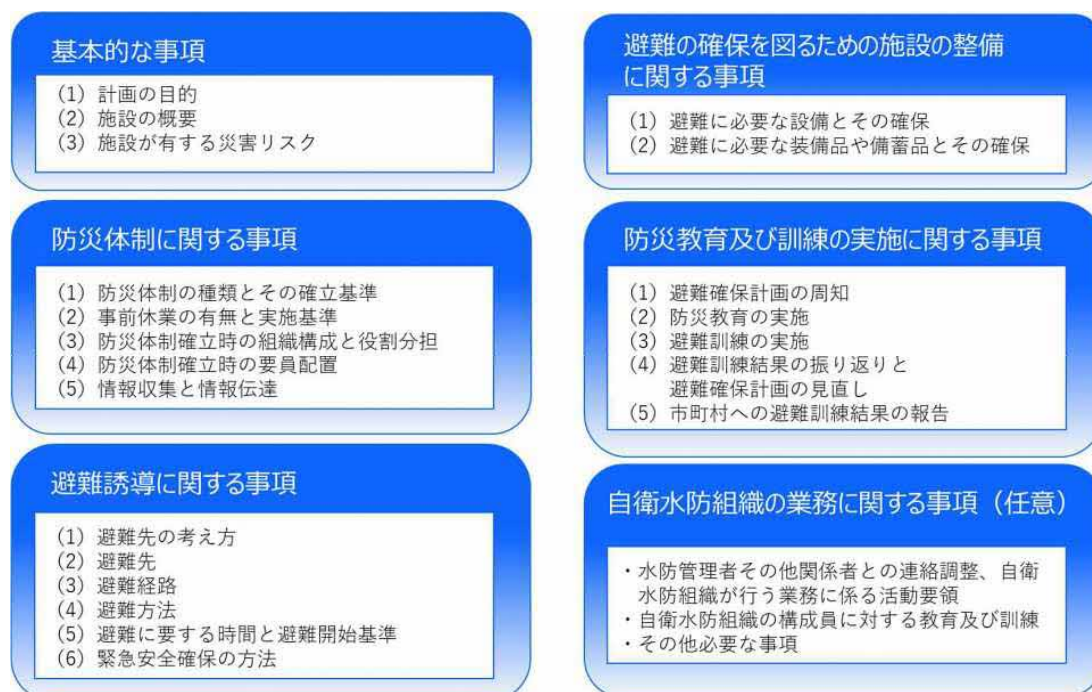 基本的な事項
（1）計画の目的
（2）施設の概要
（3）施設が有する災害リスク
防災体制に関する事項
（1）防災体制の種類とその確立基準
（2）事前休業の有無と実施基準
（3）防災体制確立時の組織構成と役割分担
（4）防災体制確立時の要員配置
（5）情報収集と情報伝達
避難誘導に関する事項
（1）避難先の考え方
（2）避難先
（3）避難経路
（4）避難方法
（5）避難に要する時間と避難開始基準
（6）緊急安全確保の方法
避難の確保を図るための施設の整備
に関する事項
（1）避難に必要な設備とその確保
（2）避難に必要な装備品や備蓄品とその確保
防災教育及び訓練の実施に関する事項
（1）避難確保計画の周知
（2）防災教育の実施
（3）避難訓練の実施
（4）避難訓練結果の振り返りと
避難確保計画の見直し
（5）市町村への避難訓練結果の報告
自衛水防組織の業務に関する事項（任意）
・水防管理者その他関係者との連絡調整、自衛
水防組織が行う業務に係る活動要領
・自衛水防組織の構成員に対する教育及び訓練
・その他必要な事項